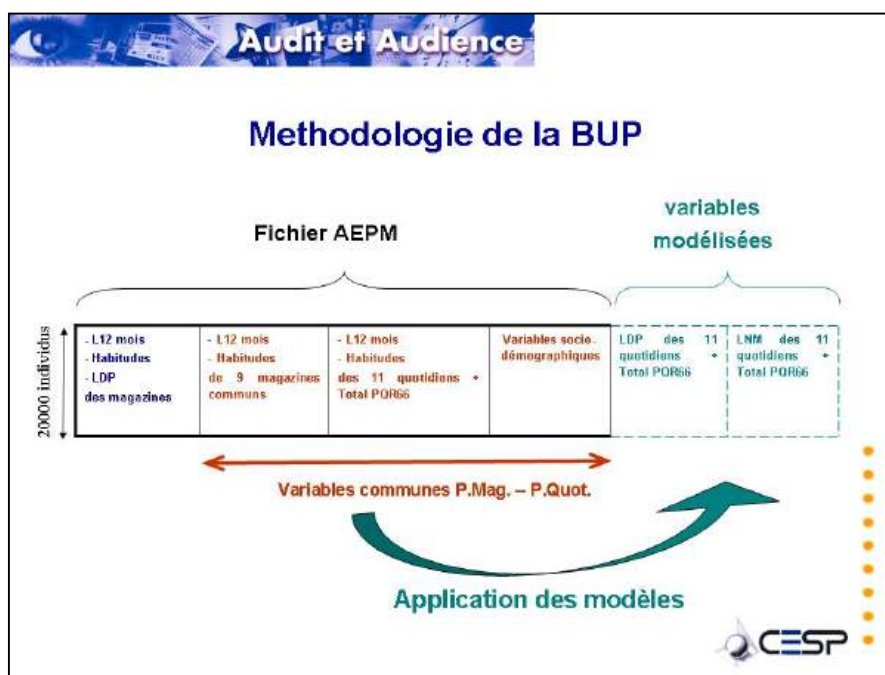 Audit et Audience
Methodologie de la BUP
variables
modélisées
Fichier AEPM
20000 individus
- L12 mois
- Habitudes
- LDP
des magazines
- L12 mois
- Habitudes
de 9 magazines
communs
- L12 mois
- Habitudes
des 11 quotidiens +
Total PQR66
Variables socio-
démographiques
LDP des 11
quotidiens +
Total PQR66
LNM des 11
quotidiens +
Total PQR66
Variables communes P.Mag. – P.Quot.
Application des modèles
CESP